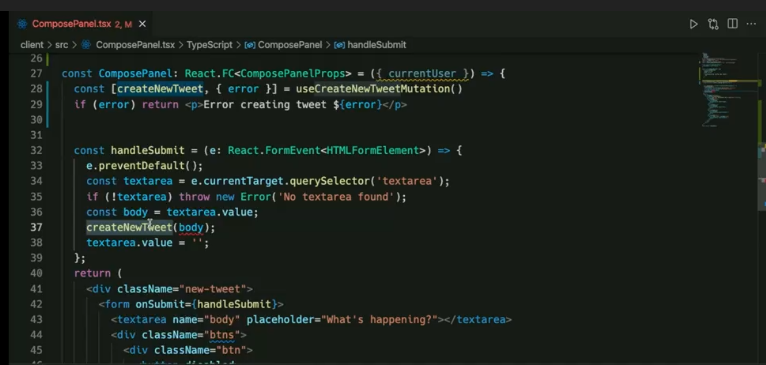 ComposePanel.tsx 2, M
client > src > ComposePanel.tsx > TypeScript > ComposePanel > handleSubmit
26
27 const ComposePanel: React.FC<ComposePanelProps> = ({ currentUser }) => {
28 const [createNewTweet, { error }] = useCreateNewTweetMutation()
29 if (error) return <p>Error creating tweet ${error}</p>
30
31
32 const handleSubmit = (e: React.FormEvent<HTMLFormElement>) => {
33 e.preventDefault();
34 const textarea = e.currentTarget.querySelector('textarea');
35 if (!textarea) throw new Error('No textarea found');
36 const body = textarea.value;
37 createNewTweet(body);
38 textarea.value = '';
39 };
40 return (
41 <div className="new-tweet">
42 <form onSubmit={handleSubmit}>
43 <textarea name="body" placeholder="What's happening?"></textarea>
44 <div className="btns">
45 <div className="btn">